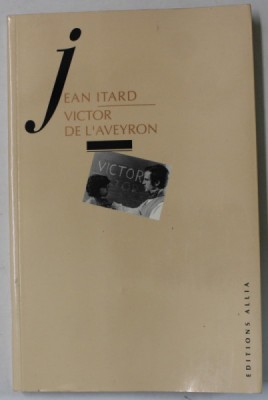 jEAN ITARD
VICTOR
DE L'AVEYRON
VICTOR
EDITIONS ALLIA